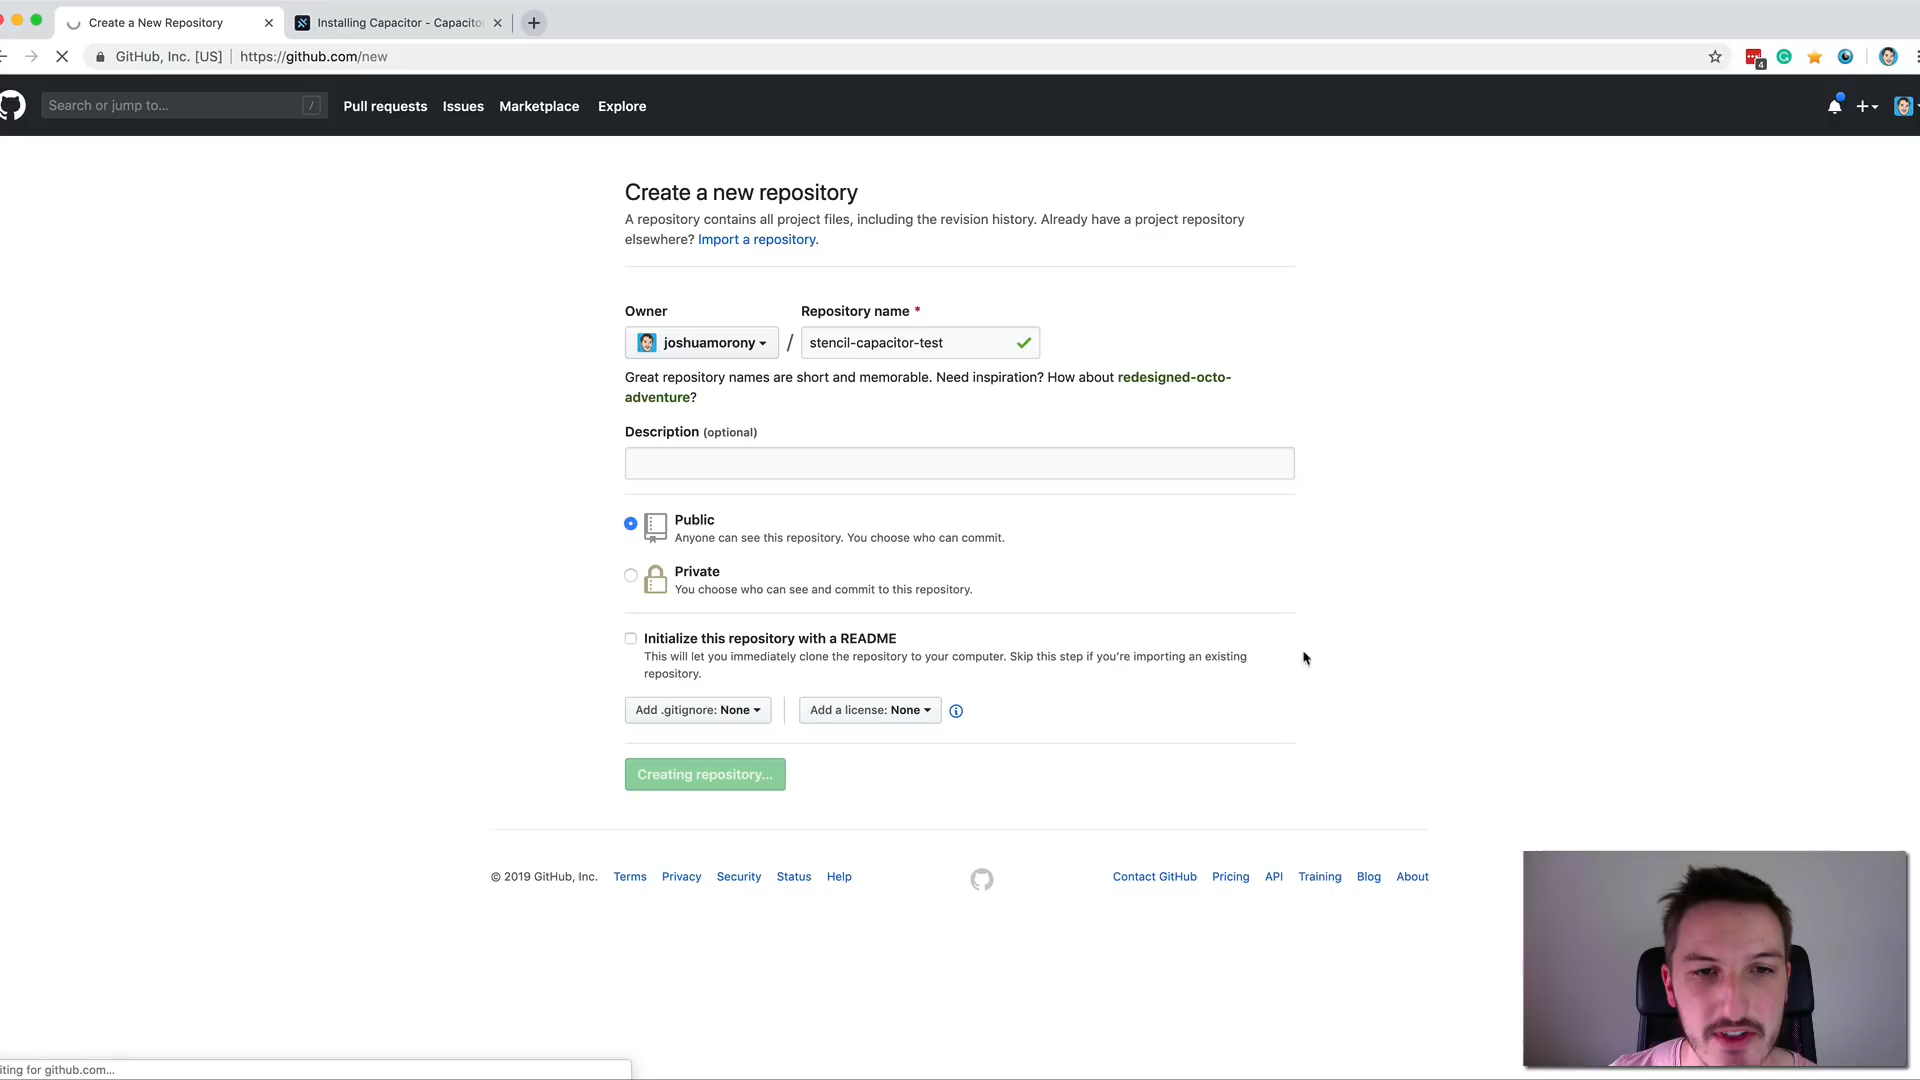 Create a New Repository
Installing Capacitor - Capacito
GitHub, Inc. [US]
https://github.com/new
4
Search or jump to...
/
Pull requests
Issues
Marketplace
Explore
Create a new repository
A repository contains all project files, including the revision history. Already have a project repository
elsewhere? Import a repository.
Owner
Repository name *
joshuamorony
/
stencil-capacitor-test
Great repository names are short and memorable. Need inspiration? How about redesigned-octo-
adventure?
Description (optional)
Public
Anyone can see this repository. You choose who can commit.
Private
You choose who can see and commit to this repository.
Initialize this repository with a README
This will let you immediately clone the repository to your computer. Skip this step if you're importing an existing
repository.
Add .gitignore: None
Add a license: None
Creating repository...
© 2019 GitHub, Inc.
Terms
Privacy
Security
Status
Help
Contact GitHub
Pricing
API
Training
Blog
About
iting for github.com...